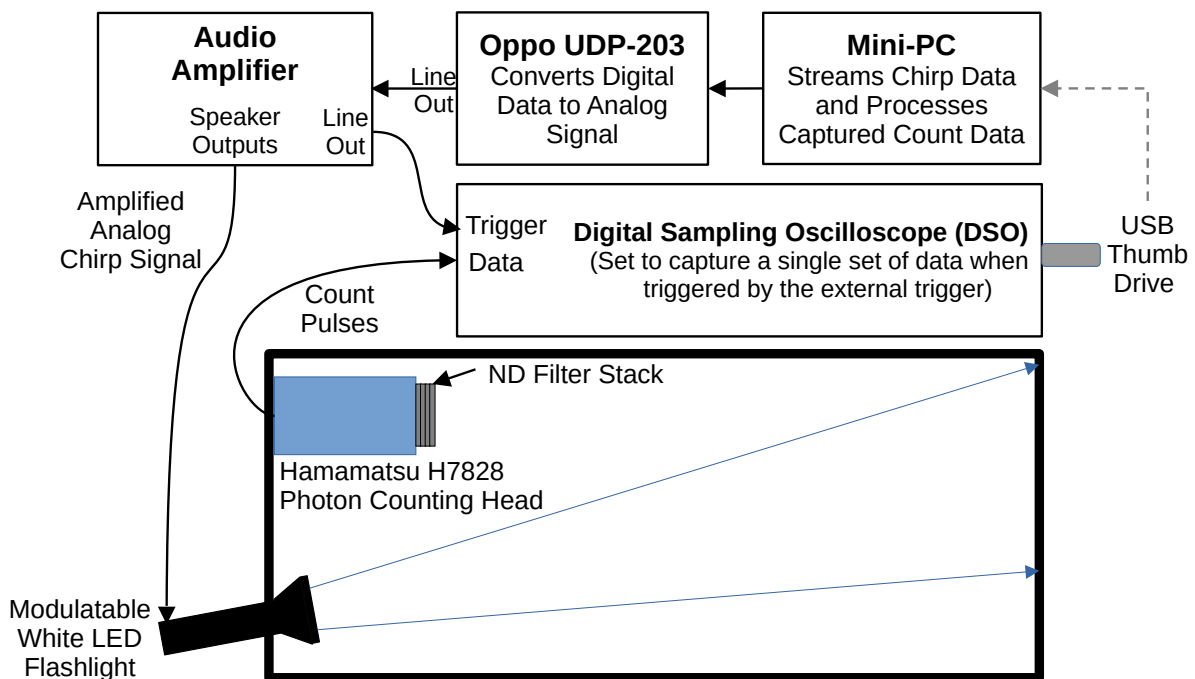 Audio
Amplifier
Speaker
Outputs
Line
Out
Line
Out
Oppo UDP-203
Converts Digital
Data to Analog
Signal
Mini-PC
Streams Chirp Data
and Processes
Captured Count Data
Amplified
Analog
Chirp Signal
Trigger
Data
Digital Sampling Oscilloscope (DSO)
(Set to capture a single set of data when
triggered by the external trigger)
USB
Thumb
Drive
Count
Pulses
ND Filter Stack
Hamamatsu H7828
Photon Counting Head
Modulatable
White LED
Flashlight